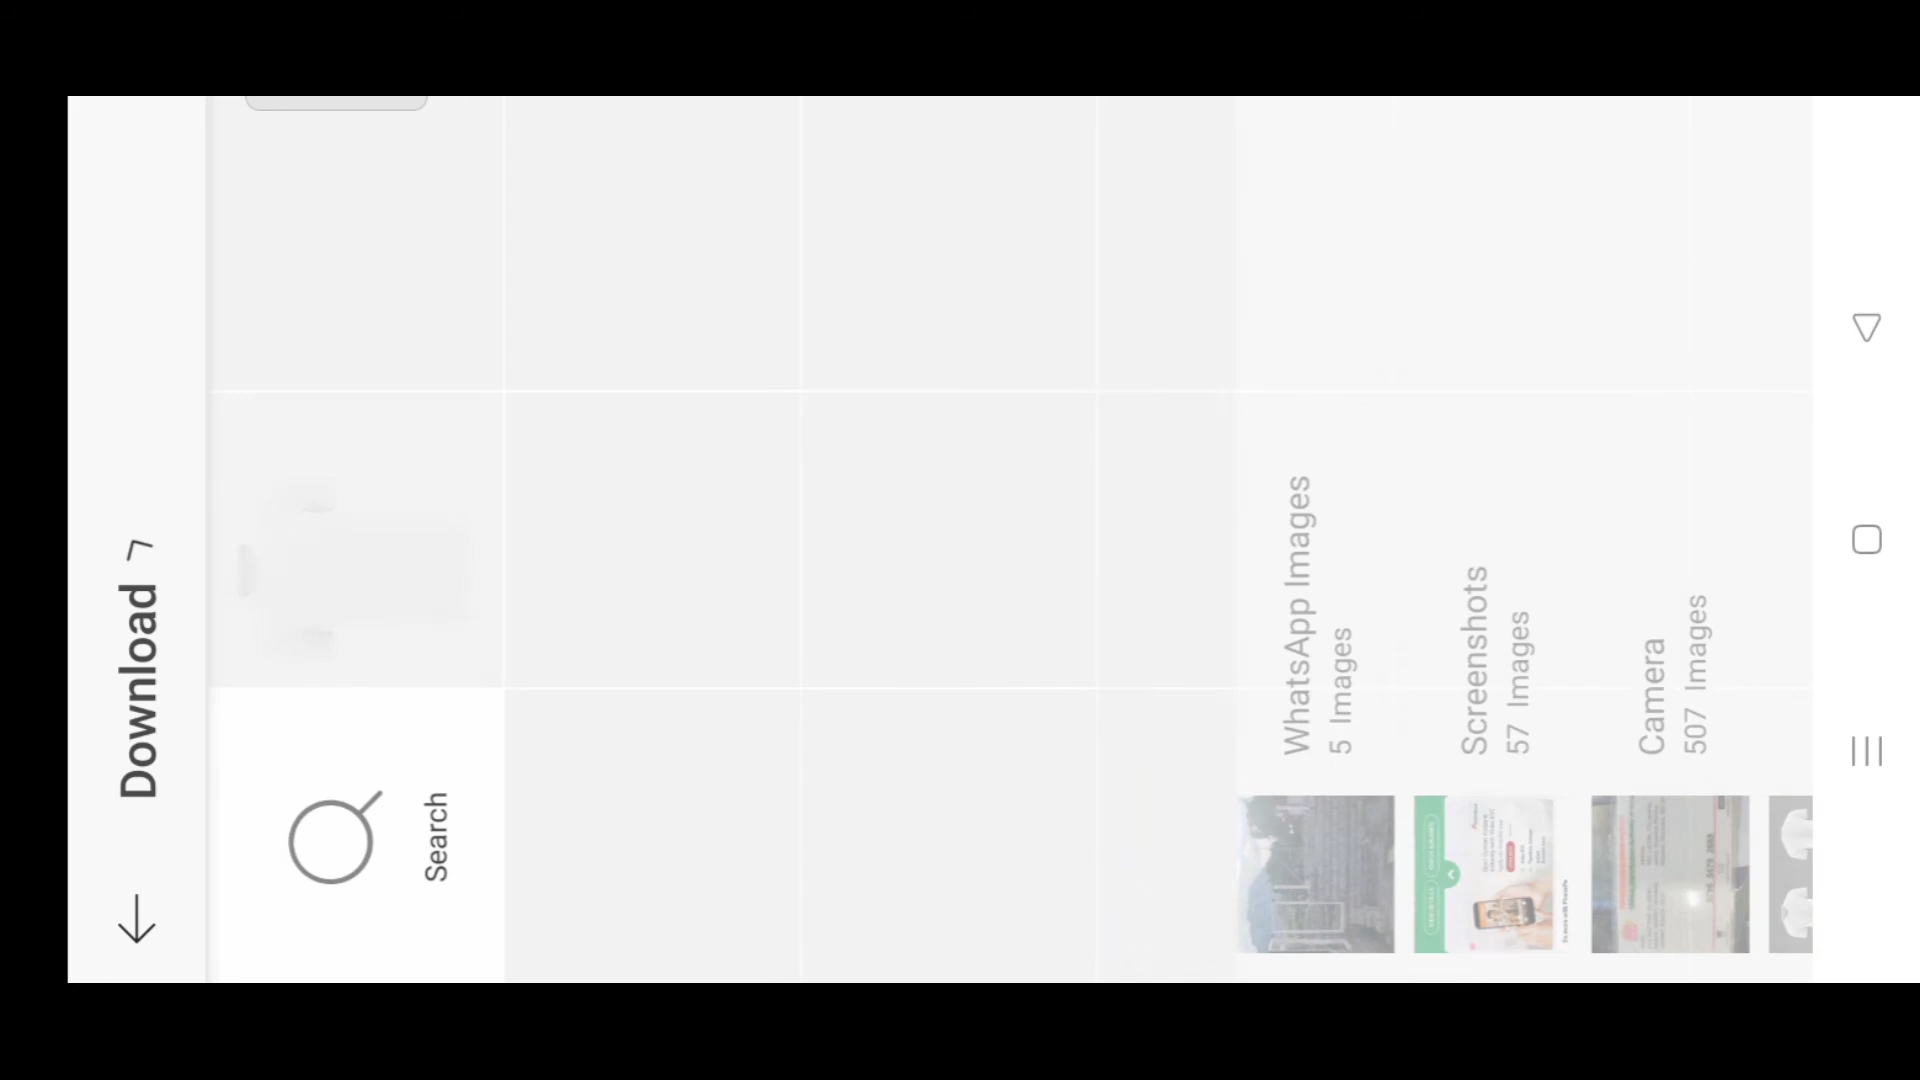 Download
Search
WhatsApp Images
5 Images
Screenshots
57 Images
Camera
507 Images